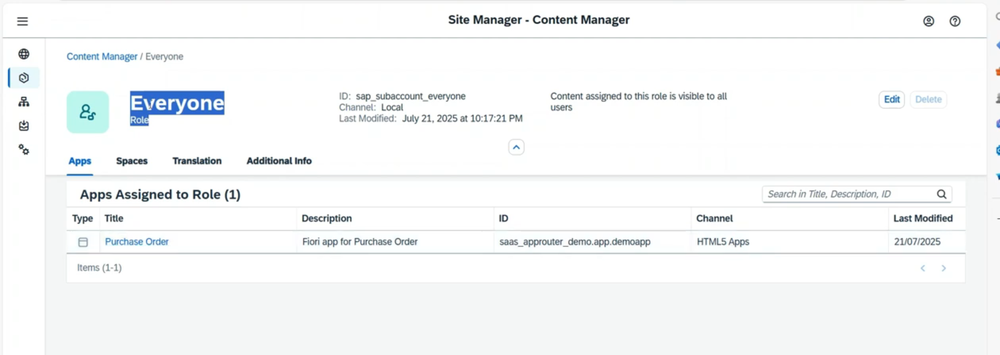 Site Manager - Content Manager
Content Manager / Everyone
Everyone
Role
ID: sap_subaccount_everyone
Channel: Local
Last Modified: July 21, 2025 at 10:17:21 PM
Content assigned to this role is visible to all
users
Edit Delete
Apps Spaces Translation Additional Info
Apps Assigned to Role (1)
Search in Title, Description, ID
Type Title Description ID Channel Last Modified
Purchase Order Fiori app for Purchase Order saas_approuter_demo.app.demoapp HTML5 Apps 21/07/2025
Items (1-1)